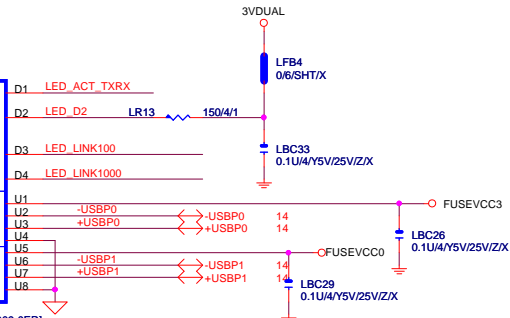 3VDUAL
LFB4
0/6/SHT/X
D1 LED_ACT_TXRX
D2 LED_D2 LR13 150/4/1
LBC33
0.1U/4/Y5V/25V/Z/X
D3 LED_LINK100
D4 LED_LINK1000
U1 FUSEVCC3
U2 -USBP0 -USBP0 14
U3 +USBP0 +USBP0 14
U4
LBC26
0.1U/4/Y5V/25V/Z/X
U5 FUSEVCC0
U6 -USBP1 -USBP1 14
U7 +USBP1 +USBP1 14
U8
LBC29
0.1U/4/Y5V/25V/Z/X